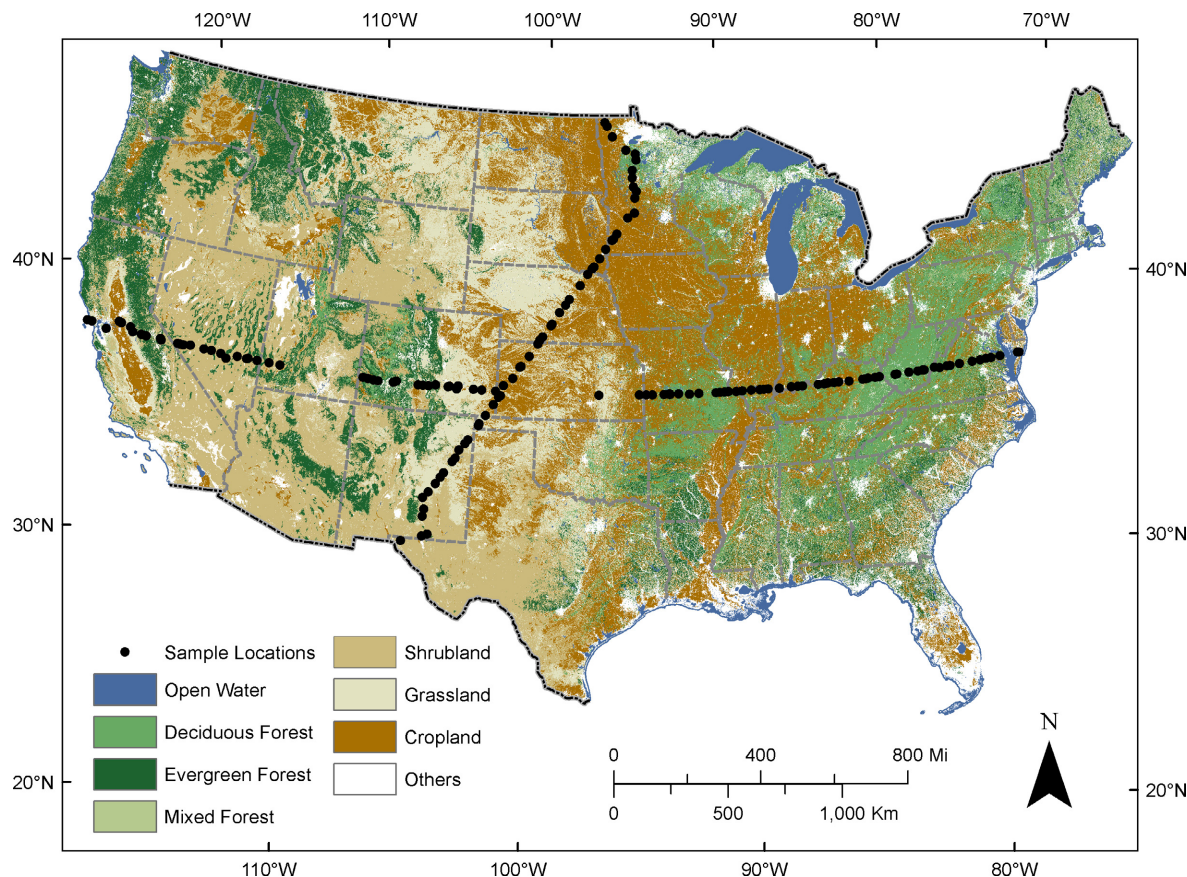 120°W 110°W 100°W 90°W 80°W 70°W
40°N 40°N
30°N 30°N
20°N 20°N
Sample Locations
Open Water
Deciduous Forest
Evergreen Forest
Mixed Forest
Shrubland
Grassland
Cropland
Others
0 400 800 Mi
0 500 1,000 Km
N
110°W 100°W 90°W 80°W